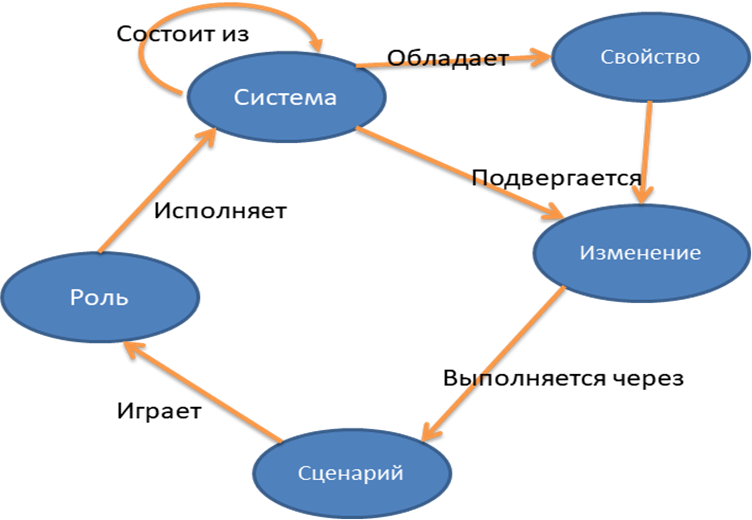 Состоит из
Обладает
Свойство
Система
Подвергается
Исполняет
Изменение
Роль
Выполняется через
Играет
Сценарий